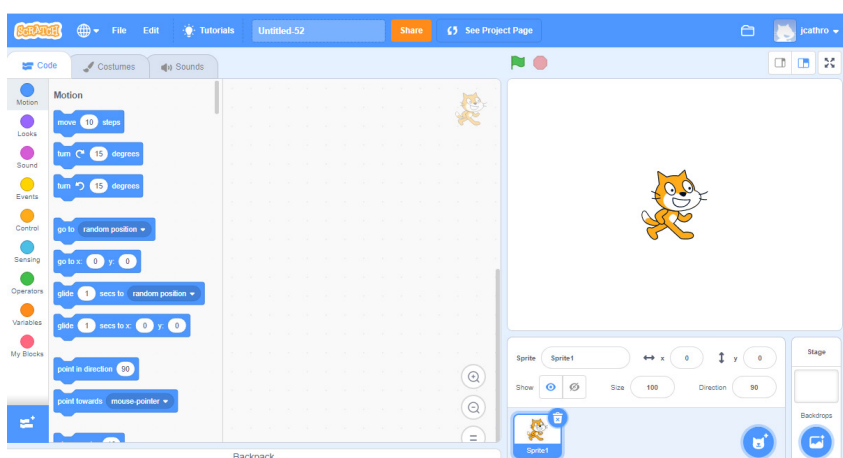 SCRATCH
File Edit Tutorials Untitled-52 Share See Project Page jcathro
Code Costumes Sounds
Motion
Looks
Sound
Events
Control
Sensing
Operators
Variables
My Blocks
Motion
move 10 steps
turn 15 degrees
turn 15 degrees
go to random position
go to x: 0 y: 0
glide 1 secs to random position
glide 1 secs to x: 0 y: 0
point in direction 90
point towards mouse-pointer
Backpack
Sprite Sprite1 x 0 y 0
Show Size 100 Direction 90
Sprite1
Stage
Backdrops